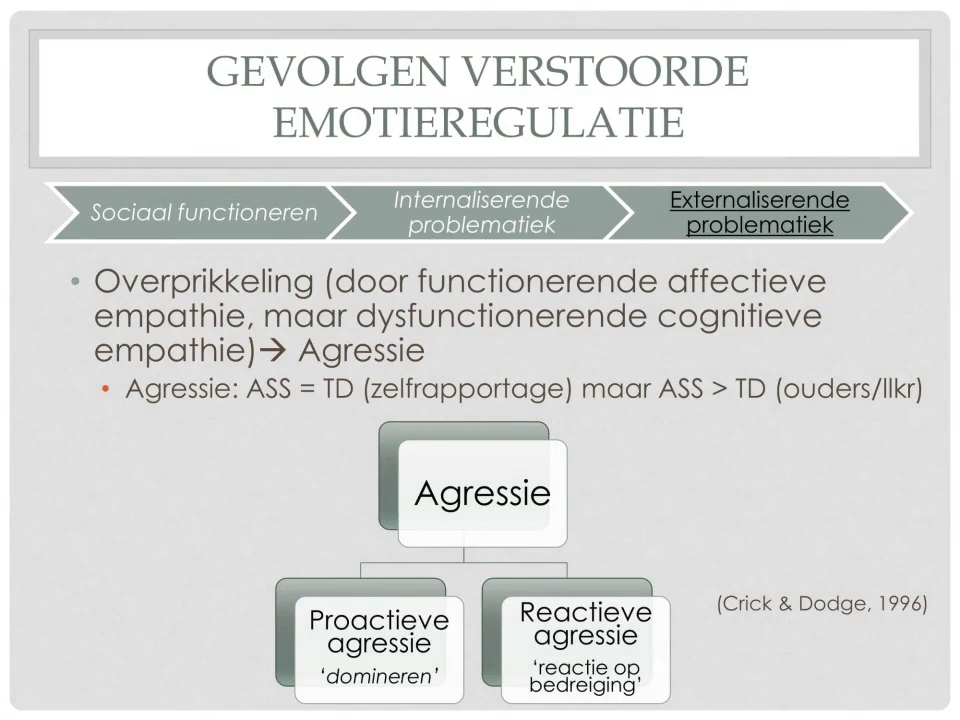 GEVOLGEN VERSTOORDE
EMOTIEREGULATIE
Sociaal functioneren
Internaliserende
problematiek
Externaliserende
problematiek
• Overprikkeling (door functionerende affectieve
empathie, maar dysfunctionerende cognitieve
empathie)→ Agressie
• Agressie: ASS = TD (zelfrapportage) maar ASS > TD (ouders/llkr)
Agressie
Proactieve
agressie
‘domineren’
Reactieve
agressie
‘reactie op
bedreiging’
(Crick & Dodge, 1996)